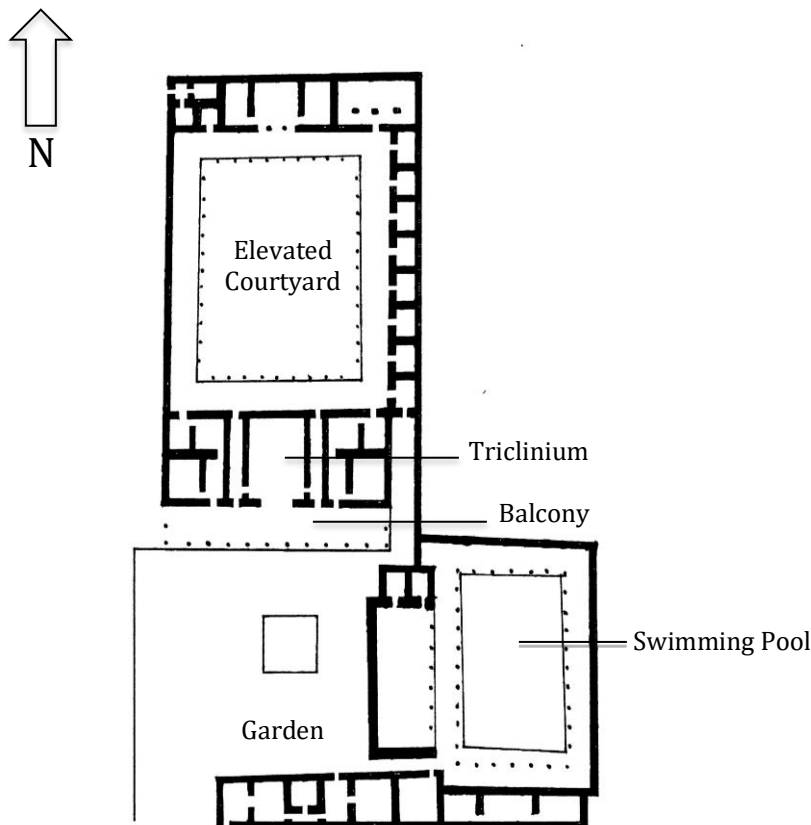 N
Elevated
Courtyard
Triclinium
Balcony
Swimming Pool
Garden